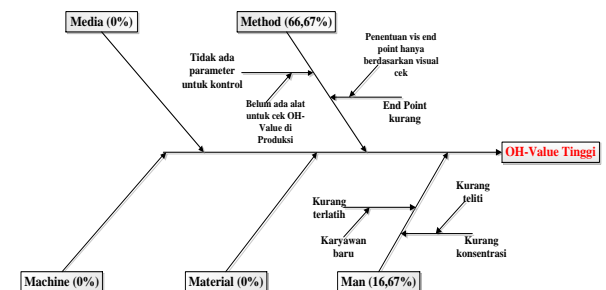 Media (0%)
Method (66,67%)
Penentuan vis end
point hanya
berdasarkan visual
cek
Tidak ada
parameter
untuk kontrol
Belum ada alat
untuk cek OH-
Value di
Produksi
End Point
kurang
OH-Value Tinggi
Kurang
teliti
Kurang
terlatih
Karyawan
baru
Kurang
konsentrasi
Machine (0%)
Material (0%)
Man (16,67%)